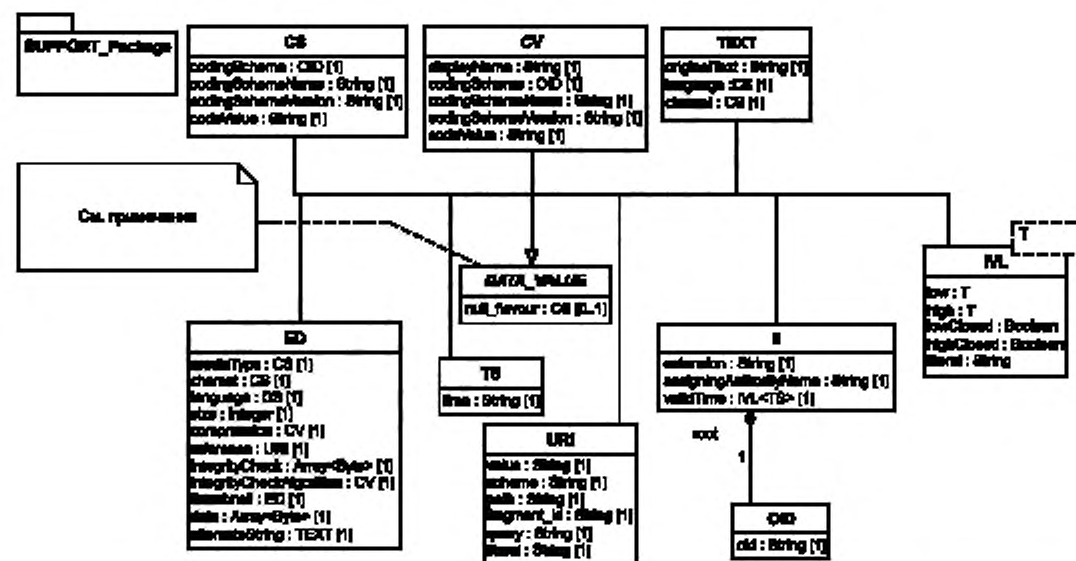 SUPPORT_Package
CS
codingScheme : OID [1]
codingSchemeName : String [1]
codingSchemeVersion : String [1]
codeValue : String [1]
CV
displayName : String [1]
codingScheme : OID [1]
codingSchemeName : String [1]
codingSchemeVersion : String [1]
codeValue : String [1]
TEXT
originalText : String [1]
language : CS [1]
charset : CS [1]
См. примечание
DATA_VALUE
null_flavour : CS [0..1]
T
IVL
low : T
high : T
lowClosed : Boolean
highClosed : Boolean
literal : String
ED
mediaType : CS [1]
charset : CS [1]
language : CS [1]
size : Integer [1]
compression : CV [1]
reference : URI [1]
integrityCheck : Array<Byte> [1]
integrityCheckAlgorithm : CV [1]
thumbnail : ED [1]
data : Array<Byte> [1]
alternateString : TEXT [1]
TS
time : String [1]
II
extension : String [1]
assigningAuthorityName : String [1]
validTime : IVL<TS> [1]
root
1
URI
value : String [1]
scheme : String [1]
path : String [1]
fragment_id : String [1]
query : String [1]
literal : String [1]
OID
oid : String [1]